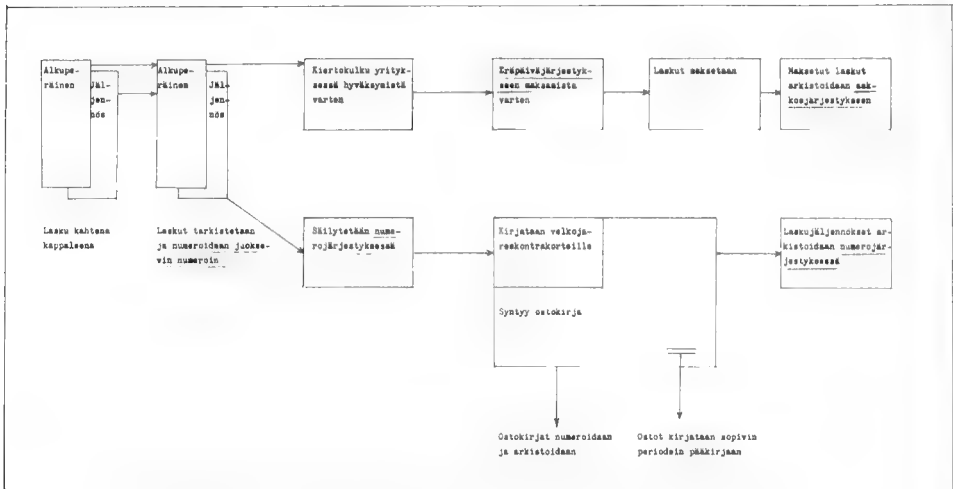 Alkupe-
räinen
Jäl-
jen-
nös
Alkupe-
räinen
Jäl-
jen-
nös
Kiertokulku yrityk-
sessä hyväksymistä
varten
Eräpäiväjärjestyk-
seen maksamista
varten
Laskut maksetaan
Maksetut laskut
arkistoidaan aak-
kosjärjestykseen
Lasku kahtena
kappaleena
Laskut tarkistetaan
ja numeroidaan juokse-
vin numeroin
Säilytetään nume-
rojärjestyksessä
Kirjataan velkoja-
reskontrakorteille
Syntyy ostokirja
Laskujäljennökset ar-
kistoidaan numerojär-
jestyksessä
Ostokirjat numeroidaan
ja arkistoidaan
Ostot kirjataan sopivin
periodein pääkirjaan